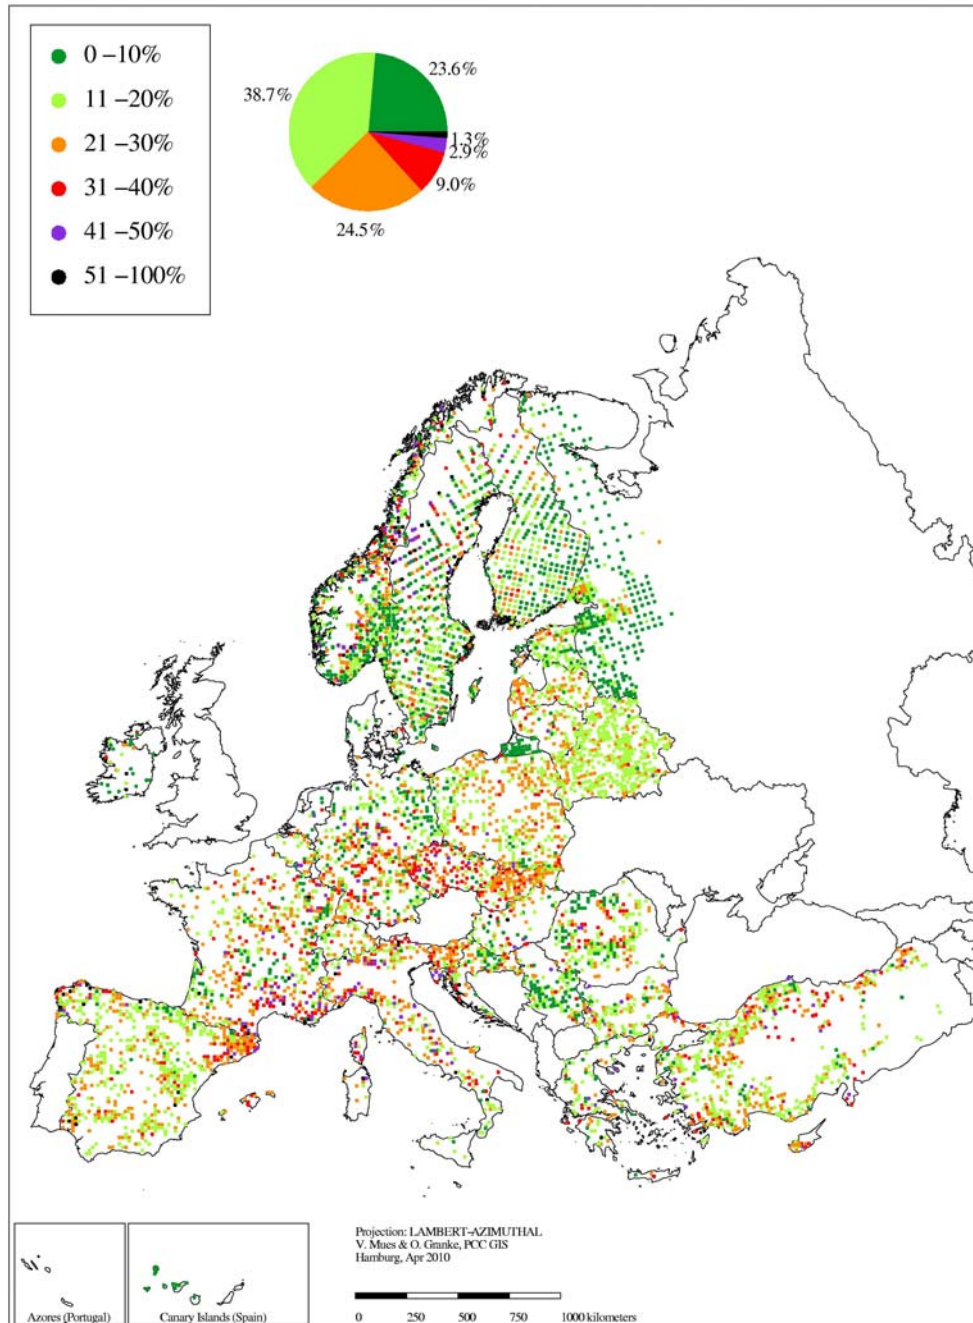 0 –10%
11 –20%
21 –30%
31 –40%
41 –50%
51 –100%
23.6%
38.7%
1.3%
2.9%
9.0%
24.5%
Projection: LAMBERT-AZIMUTHAL
V. Mues & O. Granke, PCC GIS
Hamburg, Apr 2010
Azores (Portugal)
Canary Islands (Spain)
0 250 500 750 1000 kilometers